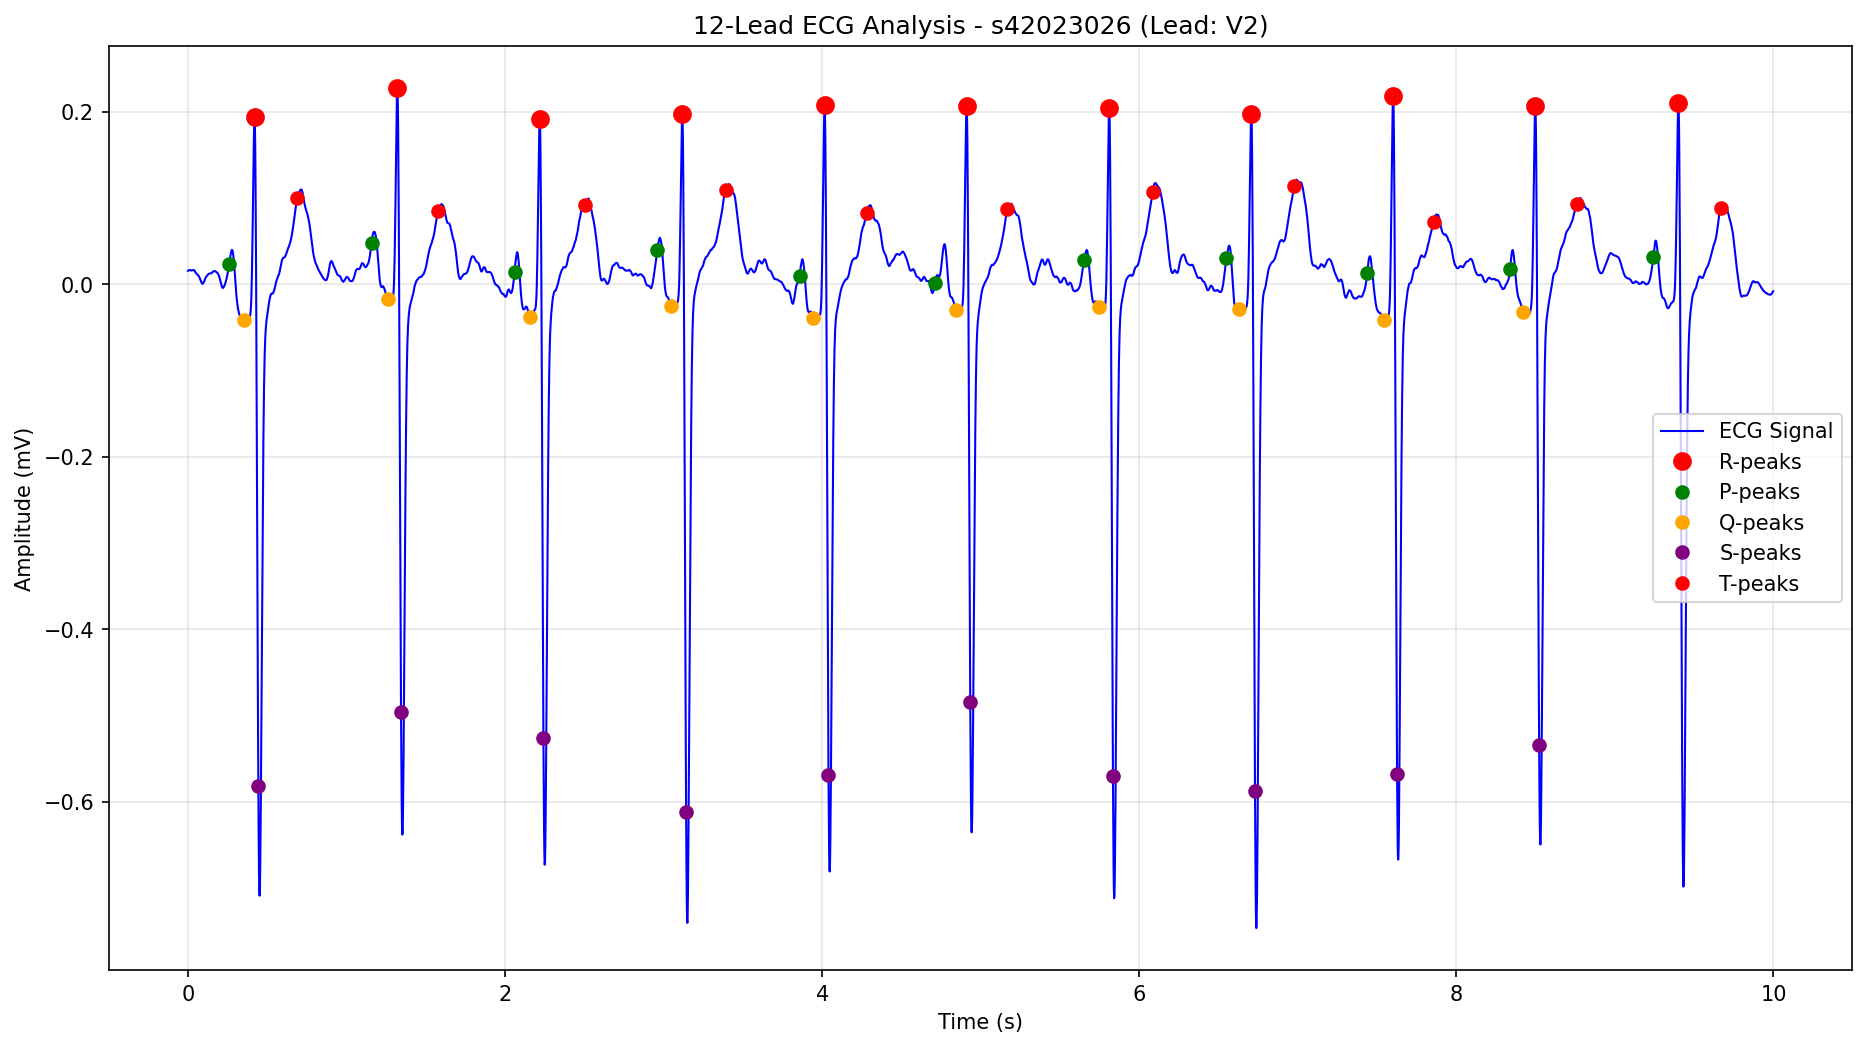 12-Lead ECG Analysis - s42023026 (Lead: V2)
Amplitude (mV)
0.2
0.0
−0.2
−0.4
−0.6
ECG Signal
R-peaks
P-peaks
Q-peaks
S-peaks
T-peaks
0 2 4 6 8 10
Time (s)